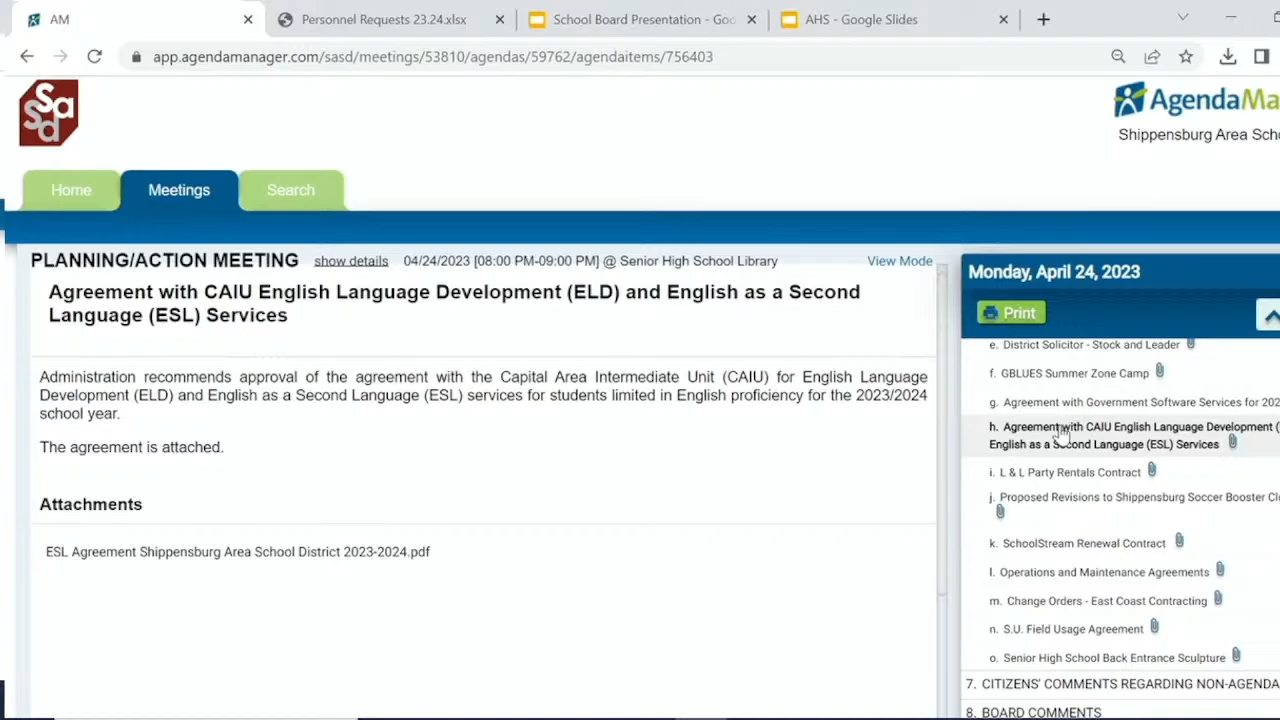 AM
Personnel Requests 23.24.xlsx
School Board Presentation - Goo
AHS - Google Slides
app.agendamanager.com/sasd/meetings/53810/agendas/59762/agendaitems/756403
Sa
Sd
AgendaMa
Shippensburg Area Scho
Home
Meetings
Search
PLANNING/ACTION MEETING show details 04/24/2023 [08:00 PM-09:00 PM] @ Senior High School Library View Mode
Agreement with CAIU English Language Development (ELD) and English as a Second
Language (ESL) Services
Administration recommends approval of the agreement with the Capital Area Intermediate Unit (CAIU) for English Language
Development (ELD) and English as a Second Language (ESL) services for students limited in English proficiency for the 2023/2024
school year.
The agreement is attached.
Attachments
ESL Agreement Shippensburg Area School District 2023-2024.pdf
Monday, April 24, 2023
Print
e. District Solicitor - Stock and Leader
f. GBLUES Summer Zone Camp
g. Agreement with Government Software Services for 202
h. Agreement with CAIU English Language Development (
English as a Second Language (ESL) Services
i. L & L Party Rentals Contract
j. Proposed Revisions to Shippensburg Soccer Booster Cl
k. SchoolStream Renewal Contract
l. Operations and Maintenance Agreements
m. Change Orders - East Coast Contracting
n. S.U. Field Usage Agreement
o. Senior High School Back Entrance Sculpture
7. CITIZENS' COMMENTS REGARDING NON-AGENDA
8. BOARD COMMENTS